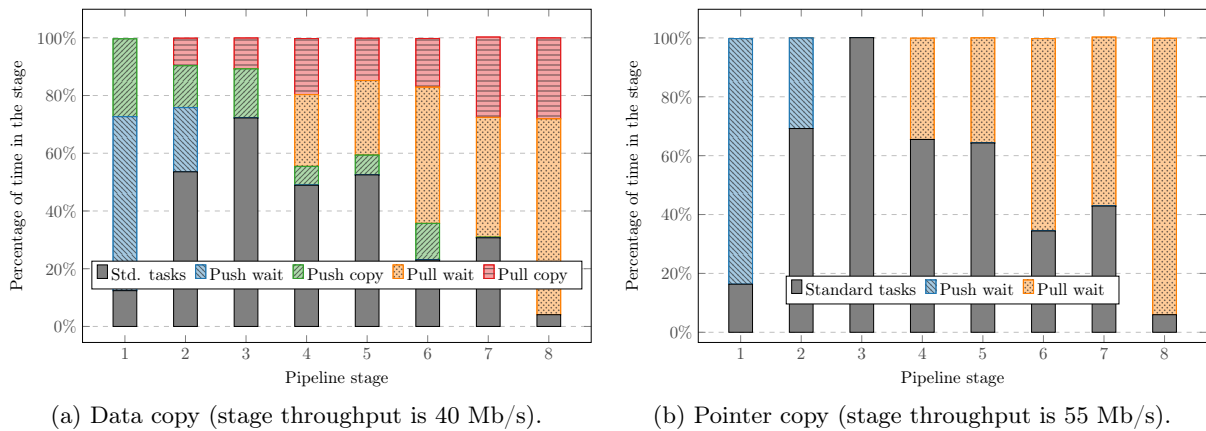 Percentage of time in the stage
100%
80%
60%
40%
20%
0%
Std. tasks Push wait Push copy Pull wait Pull copy
1 2 3 4 5 6 7 8
Pipeline stage
(a) Data copy (stage throughput is 40 Mb/s).
Percentage of time in the stage
100%
80%
60%
40%
20%
0%
Standard tasks Push wait Pull wait
1 2 3 4 5 6 7 8
Pipeline stage
(b) Pointer copy (stage throughput is 55 Mb/s).